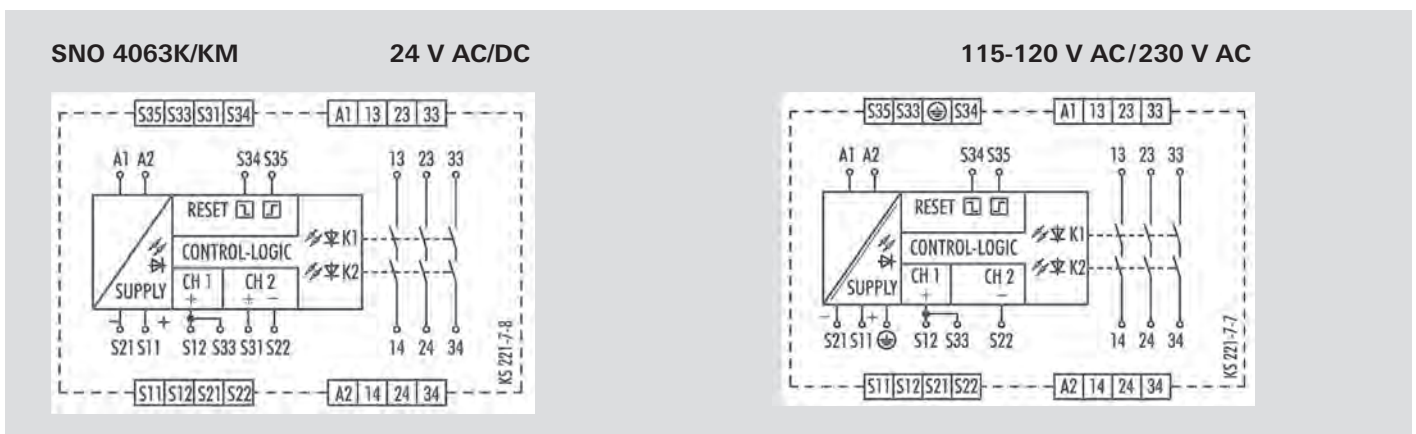 SNO 4063K/KM 24 V AC/DC 115-120 V AC/230 V AC
S35 S33 S31 S34 A1 13 23 33
A1 A2 S34 S35 13 23 33
RESET
K1
CONTROL-LOGIC
K2
CH 1 CH 2
SUPPLY
+ + -
- +
S21 S11 S12 S33 S31 S22 14 24 34
KS 221-7-8
S11 S12 S21 S22 A2 14 24 34
S35 S33 S34 A1 13 23 33
A1 A2 S34 S35 13 23 33
RESET
K1
CONTROL-LOGIC
K2
CH 1 CH 2
SUPPLY
+ -
- +
S21 S11 S12 S33 S22 14 24 34
KS 221-7-7
S11 S12 S21 S22 A2 14 24 34